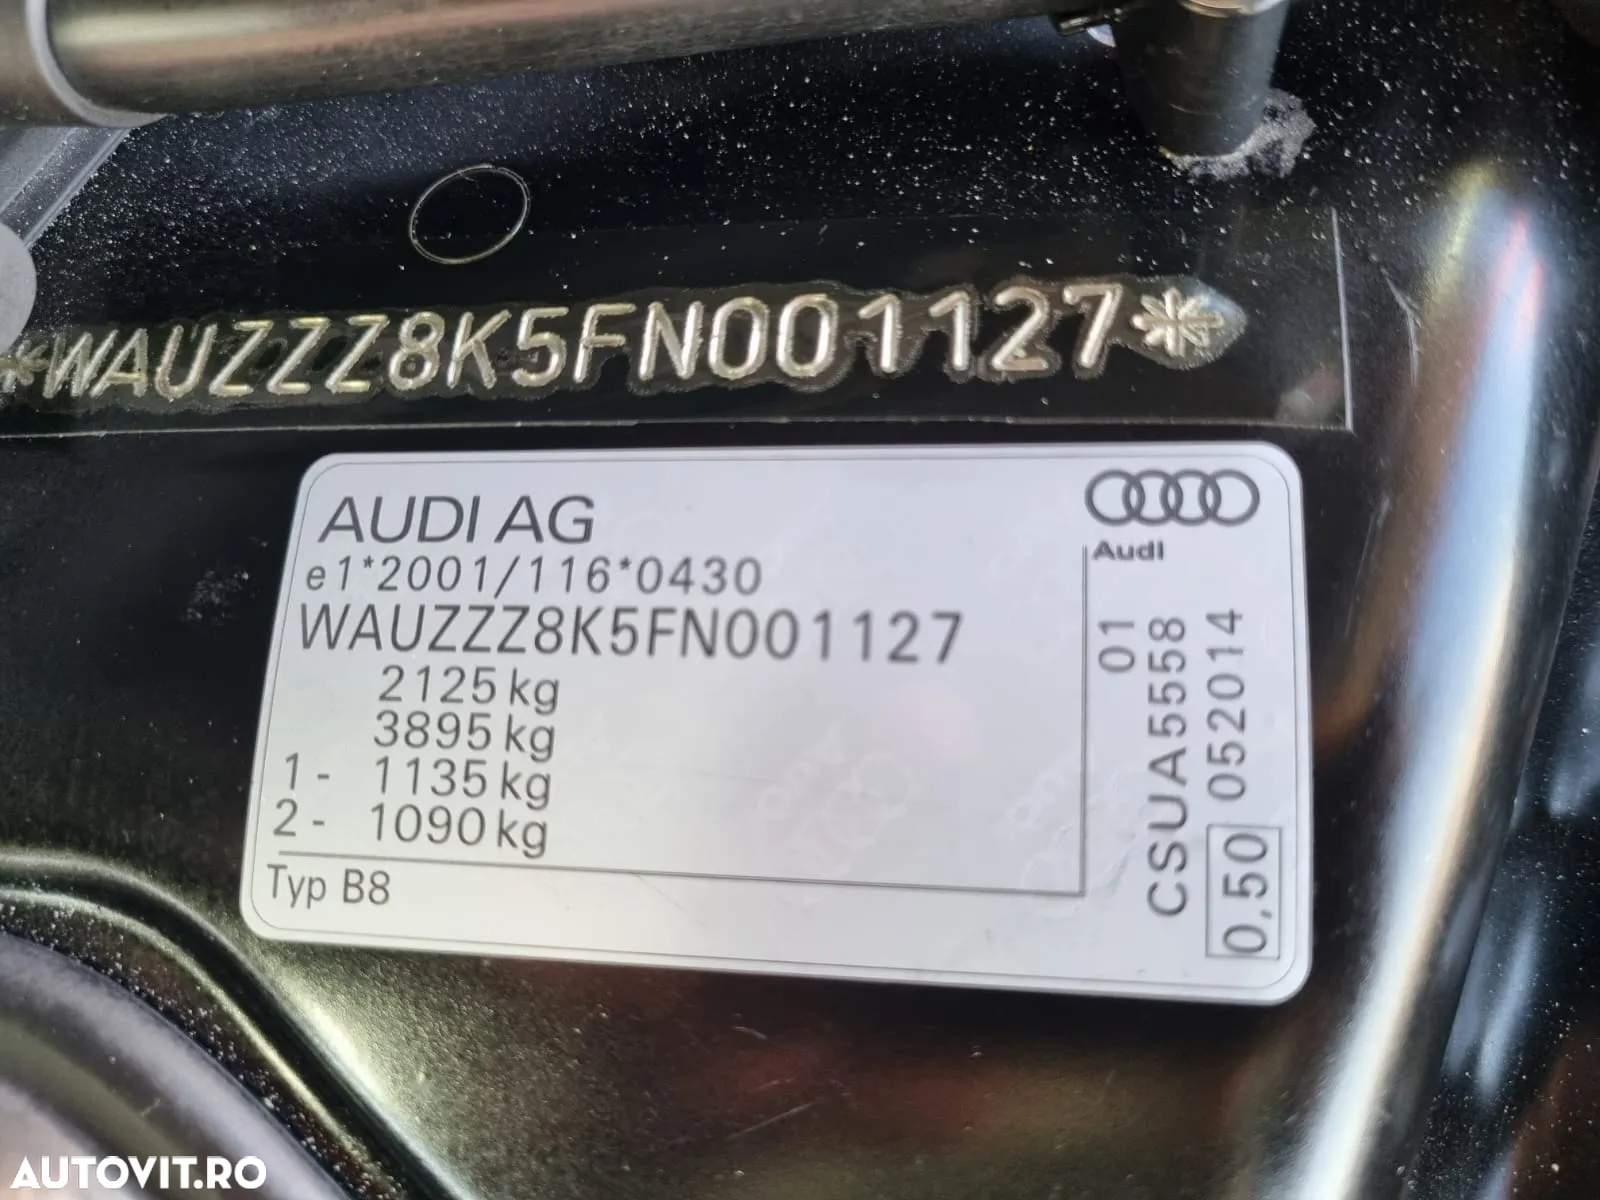 *WAUZZZ8K5FN001127*
AUDI AG
Audi
e1*2001/116*0430
WAUZZZ8K5FN001127
2125 kg
3895 kg
1- 1135 kg
2- 1090 kg
Typ B8
01
CSUA5558
0,50 052014
AUTOVIT.RO